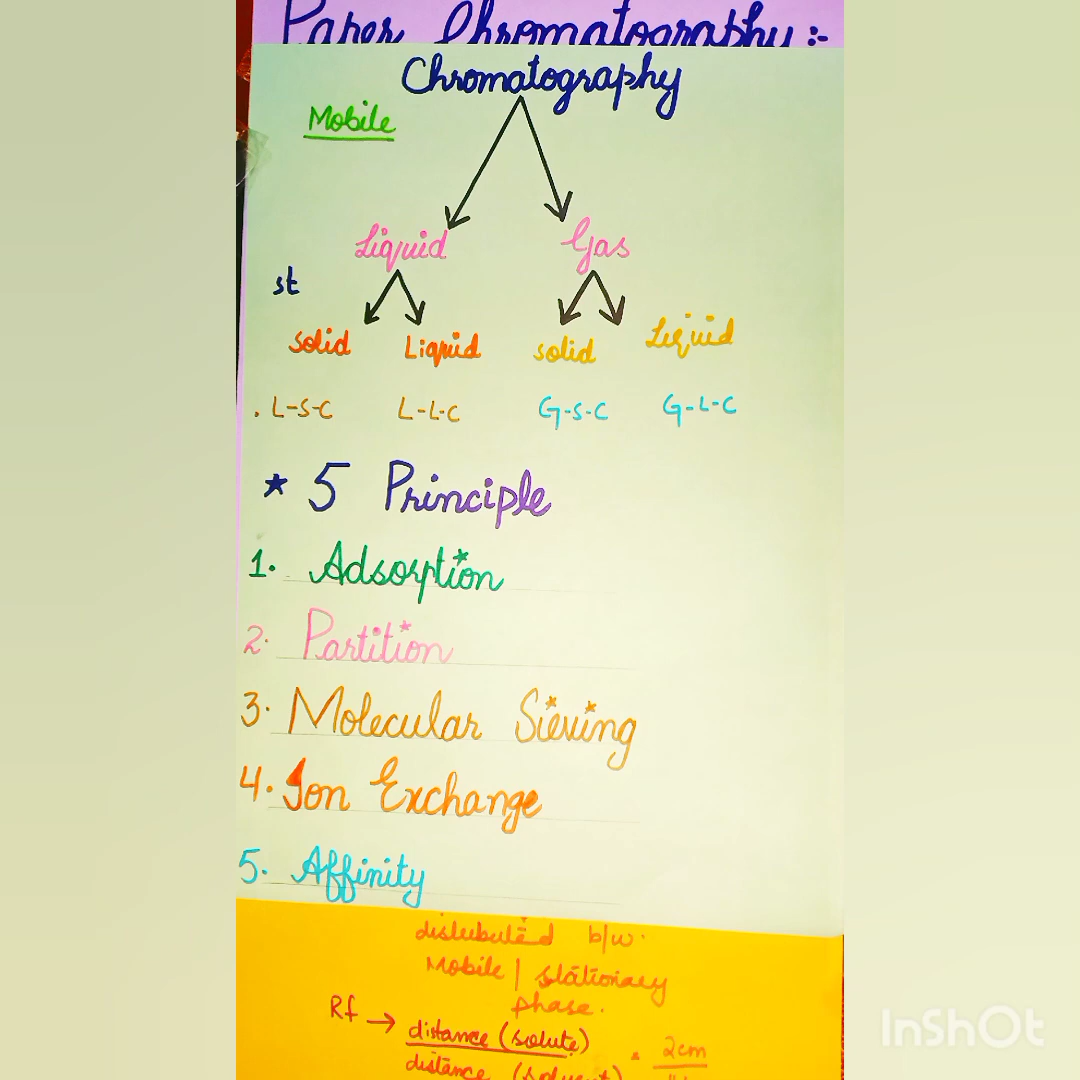 Paper Chromatography :-
Chromatography
Mobile
Liquid Gas
st
Solid Liquid solid Liquid
. L-S-C L-L-C G-S-C G-L-C
* 5 Principle
1. Adsorption
2. Partition
3. Molecular Sieving
4. Ion Exchange
5. Affinity
distributed b/w.
Mobile | stationary
phase.
Rf → distance (solute) 2cm
distance (solvent)
InShOt